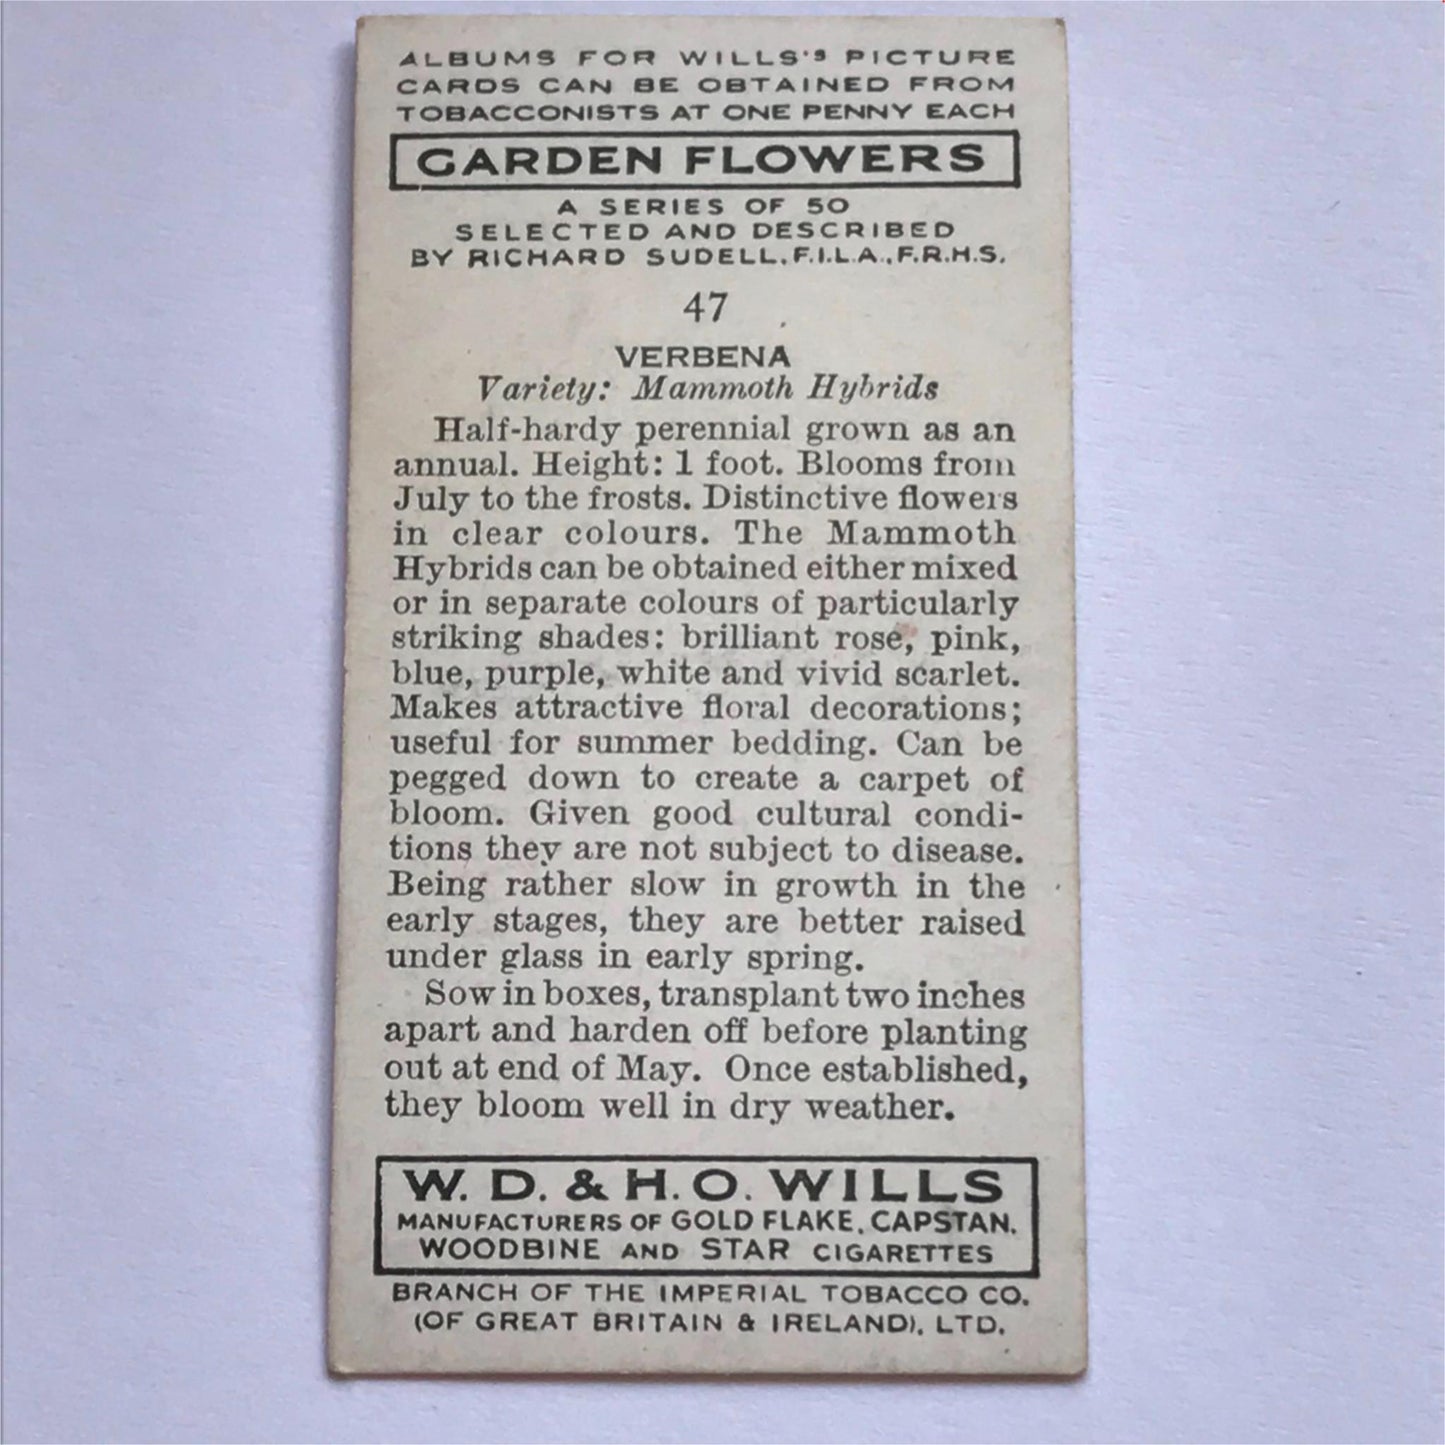 ALBUMS FOR WILLS'S PICTURE
CARDS CAN BE OBTAINED FROM
TOBACCONISTS AT ONE PENNY EACH
GARDEN FLOWERS
A SERIES OF 50
SELECTED AND DESCRIBED
BY RICHARD SUDELL, F.I.L.A., F.R.H.S.
47
VERBENA
Variety: Mammoth Hybrids
Half-hardy perennial grown as an
annual. Height: 1 foot. Blooms from
July to the frosts. Distinctive flowers
in clear colours. The Mammoth
Hybrids can be obtained either mixed
or in separate colours of particularly
striking shades: brilliant rose, pink,
blue, purple, white and vivid scarlet.
Makes attractive floral decorations;
useful for summer bedding. Can be
pegged down to create a carpet of
bloom. Given good cultural condi-
tions they are not subject to disease.
Being rather slow in growth in the
early stages, they are better raised
under glass in early spring.
Sow in boxes, transplant two inches
apart and harden off before planting
out at end of May. Once established,
they bloom well in dry weather.
W. D. & H. O. WILLS
MANUFACTURERS OF GOLD FLAKE, CAPSTAN,
WOODBINE AND STAR CIGARETTES
BRANCH OF THE IMPERIAL TOBACCO CO.
(OF GREAT BRITAIN & IRELAND), LTD.